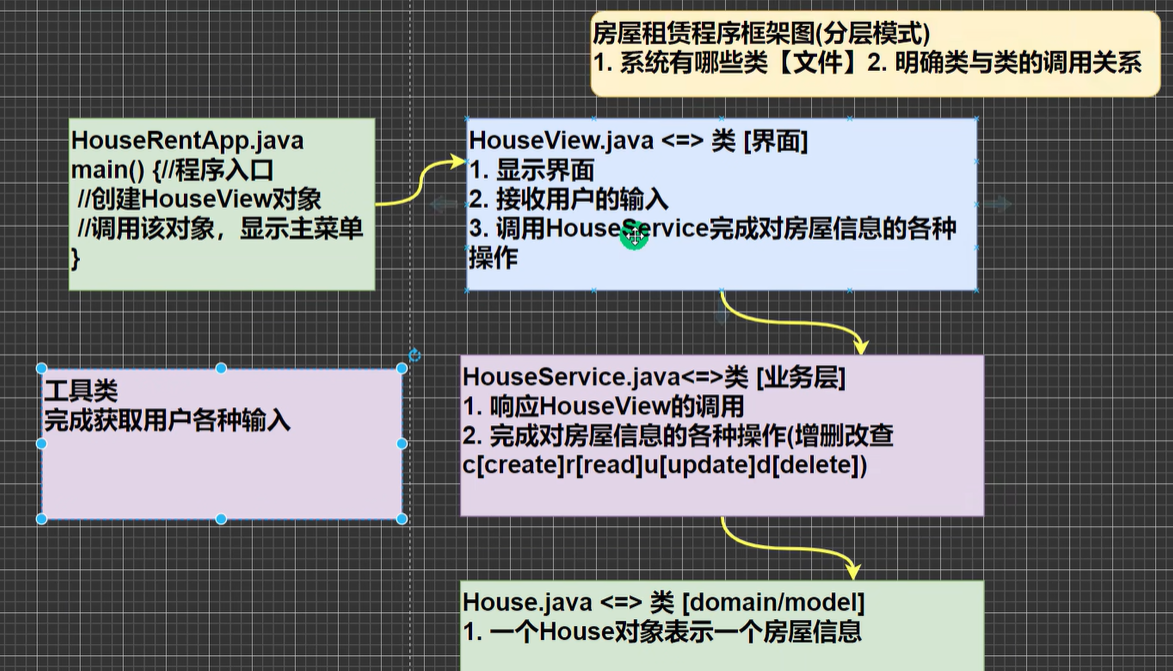 房屋租赁程序框架图(分层模式)
1. 系统有哪些类【文件】2. 明确类与类的调用关系
HouseRentApp.java
main() {//程序入口
//创建HouseView对象
//调用该对象，显示主菜单
}
HouseView.java <=> 类 [界面]
1. 显示界面
2. 接收用户的输入
3. 调用HouseService完成对房屋信息的各种
操作
工具类
完成获取用户各种输入
HouseService.java<=>类 [业务层]
1. 响应HouseView的调用
2. 完成对房屋信息的各种操作(增删改查
c[create]r[read]u[update]d[delete])
House.java <=> 类 [domain/model]
1. 一个House对象表示一个房屋信息